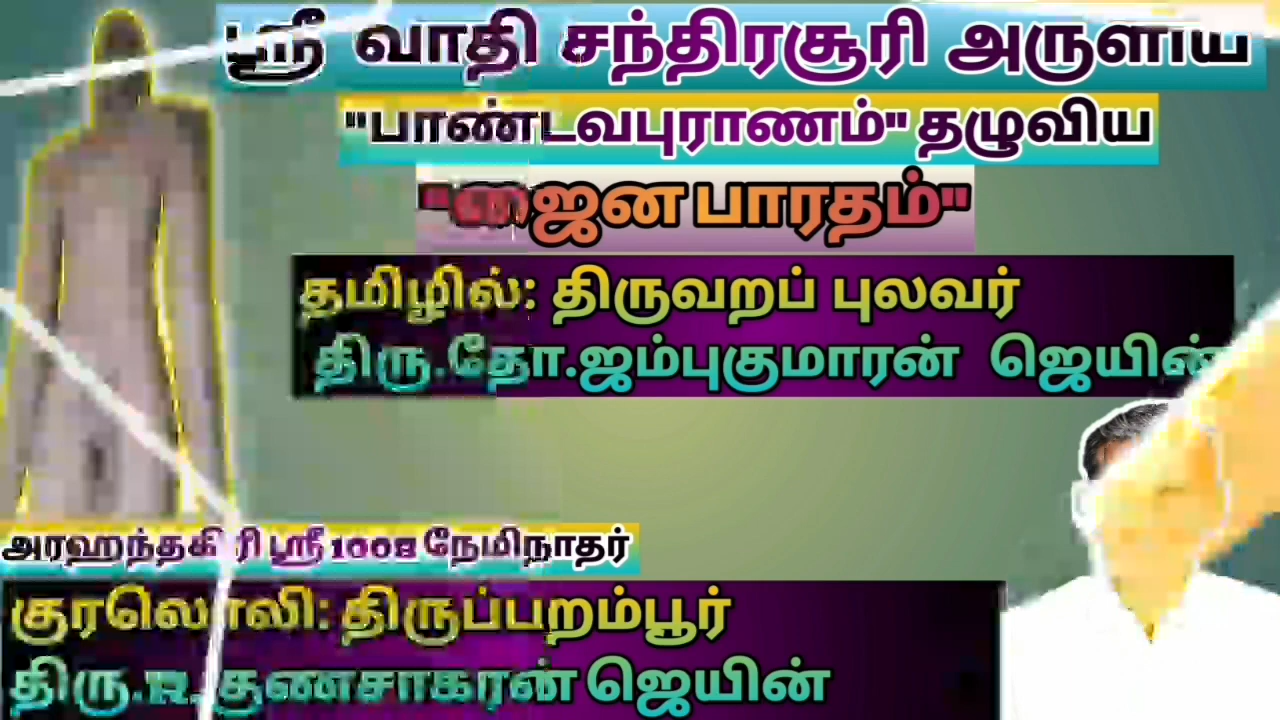 ஸ்ரீ வாதி சந்திரசூரி அருளிய
"பாண்டவபுராணம்" தழுவிய
"ஜைன பாரதம்"
தமிழில்: திருவறப் புலவர்
திரு.தோ.ஜம்புகுமாரன் ஜெயின்
அரஹந்தகிரி ஸ்ரீ 1008 நேமிநாதர்
குரலொலி: திருப்பறம்பூர்
திரு.R. குணசாகரன் ஜெயின்